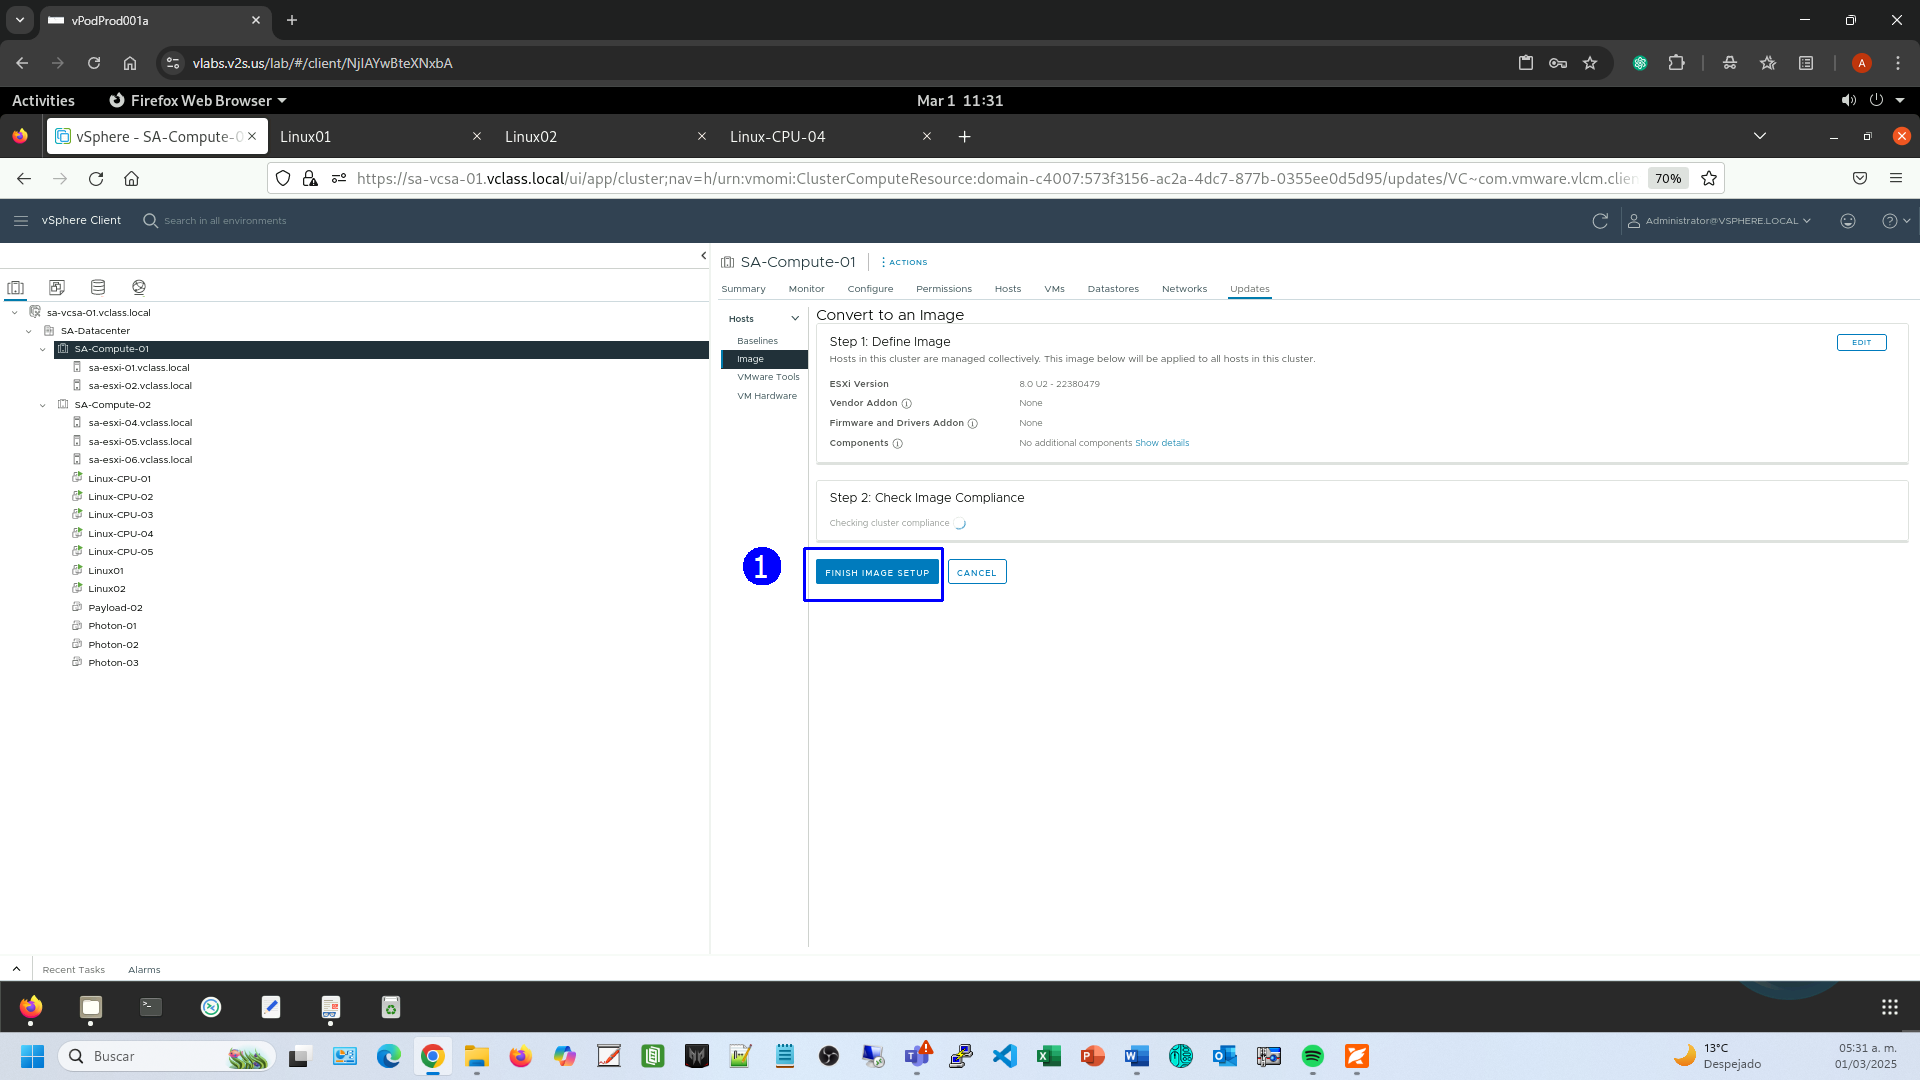 vPodProd001a
vlabs.v2s.us/lab/#/client/NjIAYwBteXNxbA
A
Activities
Firefox Web Browser
Mar 1 11:31
vSphere - SA-Compute-0
Linux01
Linux02
Linux-CPU-04
https://sa-vcsa-01.vclass.local/ui/app/cluster;nav=h/urn:vmomi:ClusterComputeResource:domain-c4007:573f3156-ac2a-4dc7-877b-0355ee0d5d95/updates/VC~com.vmware.vlcm.clien
70%
vSphere Client
Search in all environments
Administrator@VSPHERE.LOCAL
SA-Compute-01
ACTIONS
Summary
Monitor
Configure
Permissions
Hosts
VMs
Datastores
Networks
Updates
sa-vcsa-01.vclass.local
SA-Datacenter
SA-Compute-01
sa-esxi-01.vclass.local
sa-esxi-02.vclass.local
SA-Compute-02
sa-esxi-04.vclass.local
sa-esxi-05.vclass.local
sa-esxi-06.vclass.local
Linux-CPU-01
Linux-CPU-02
Linux-CPU-03
Linux-CPU-04
Linux-CPU-05
Linux01
Linux02
Payload-02
Photon-01
Photon-02
Photon-03
Hosts
Baselines
Image
VMware Tools
VM Hardware
Convert to an Image
Step 1: Define Image
EDIT
Hosts in this cluster are managed collectively. This image below will be applied to all hosts in this cluster.
ESXi Version 8.0 U2 - 22380479
Vendor Addon None
Firmware and Drivers Addon None
Components No additional components Show details
Step 2: Check Image Compliance
Checking cluster compliance
1
FINISH IMAGE SETUP
CANCEL
Recent Tasks
Alarms
Buscar
13°C
Despejado
05:31 a. m.
01/03/2025